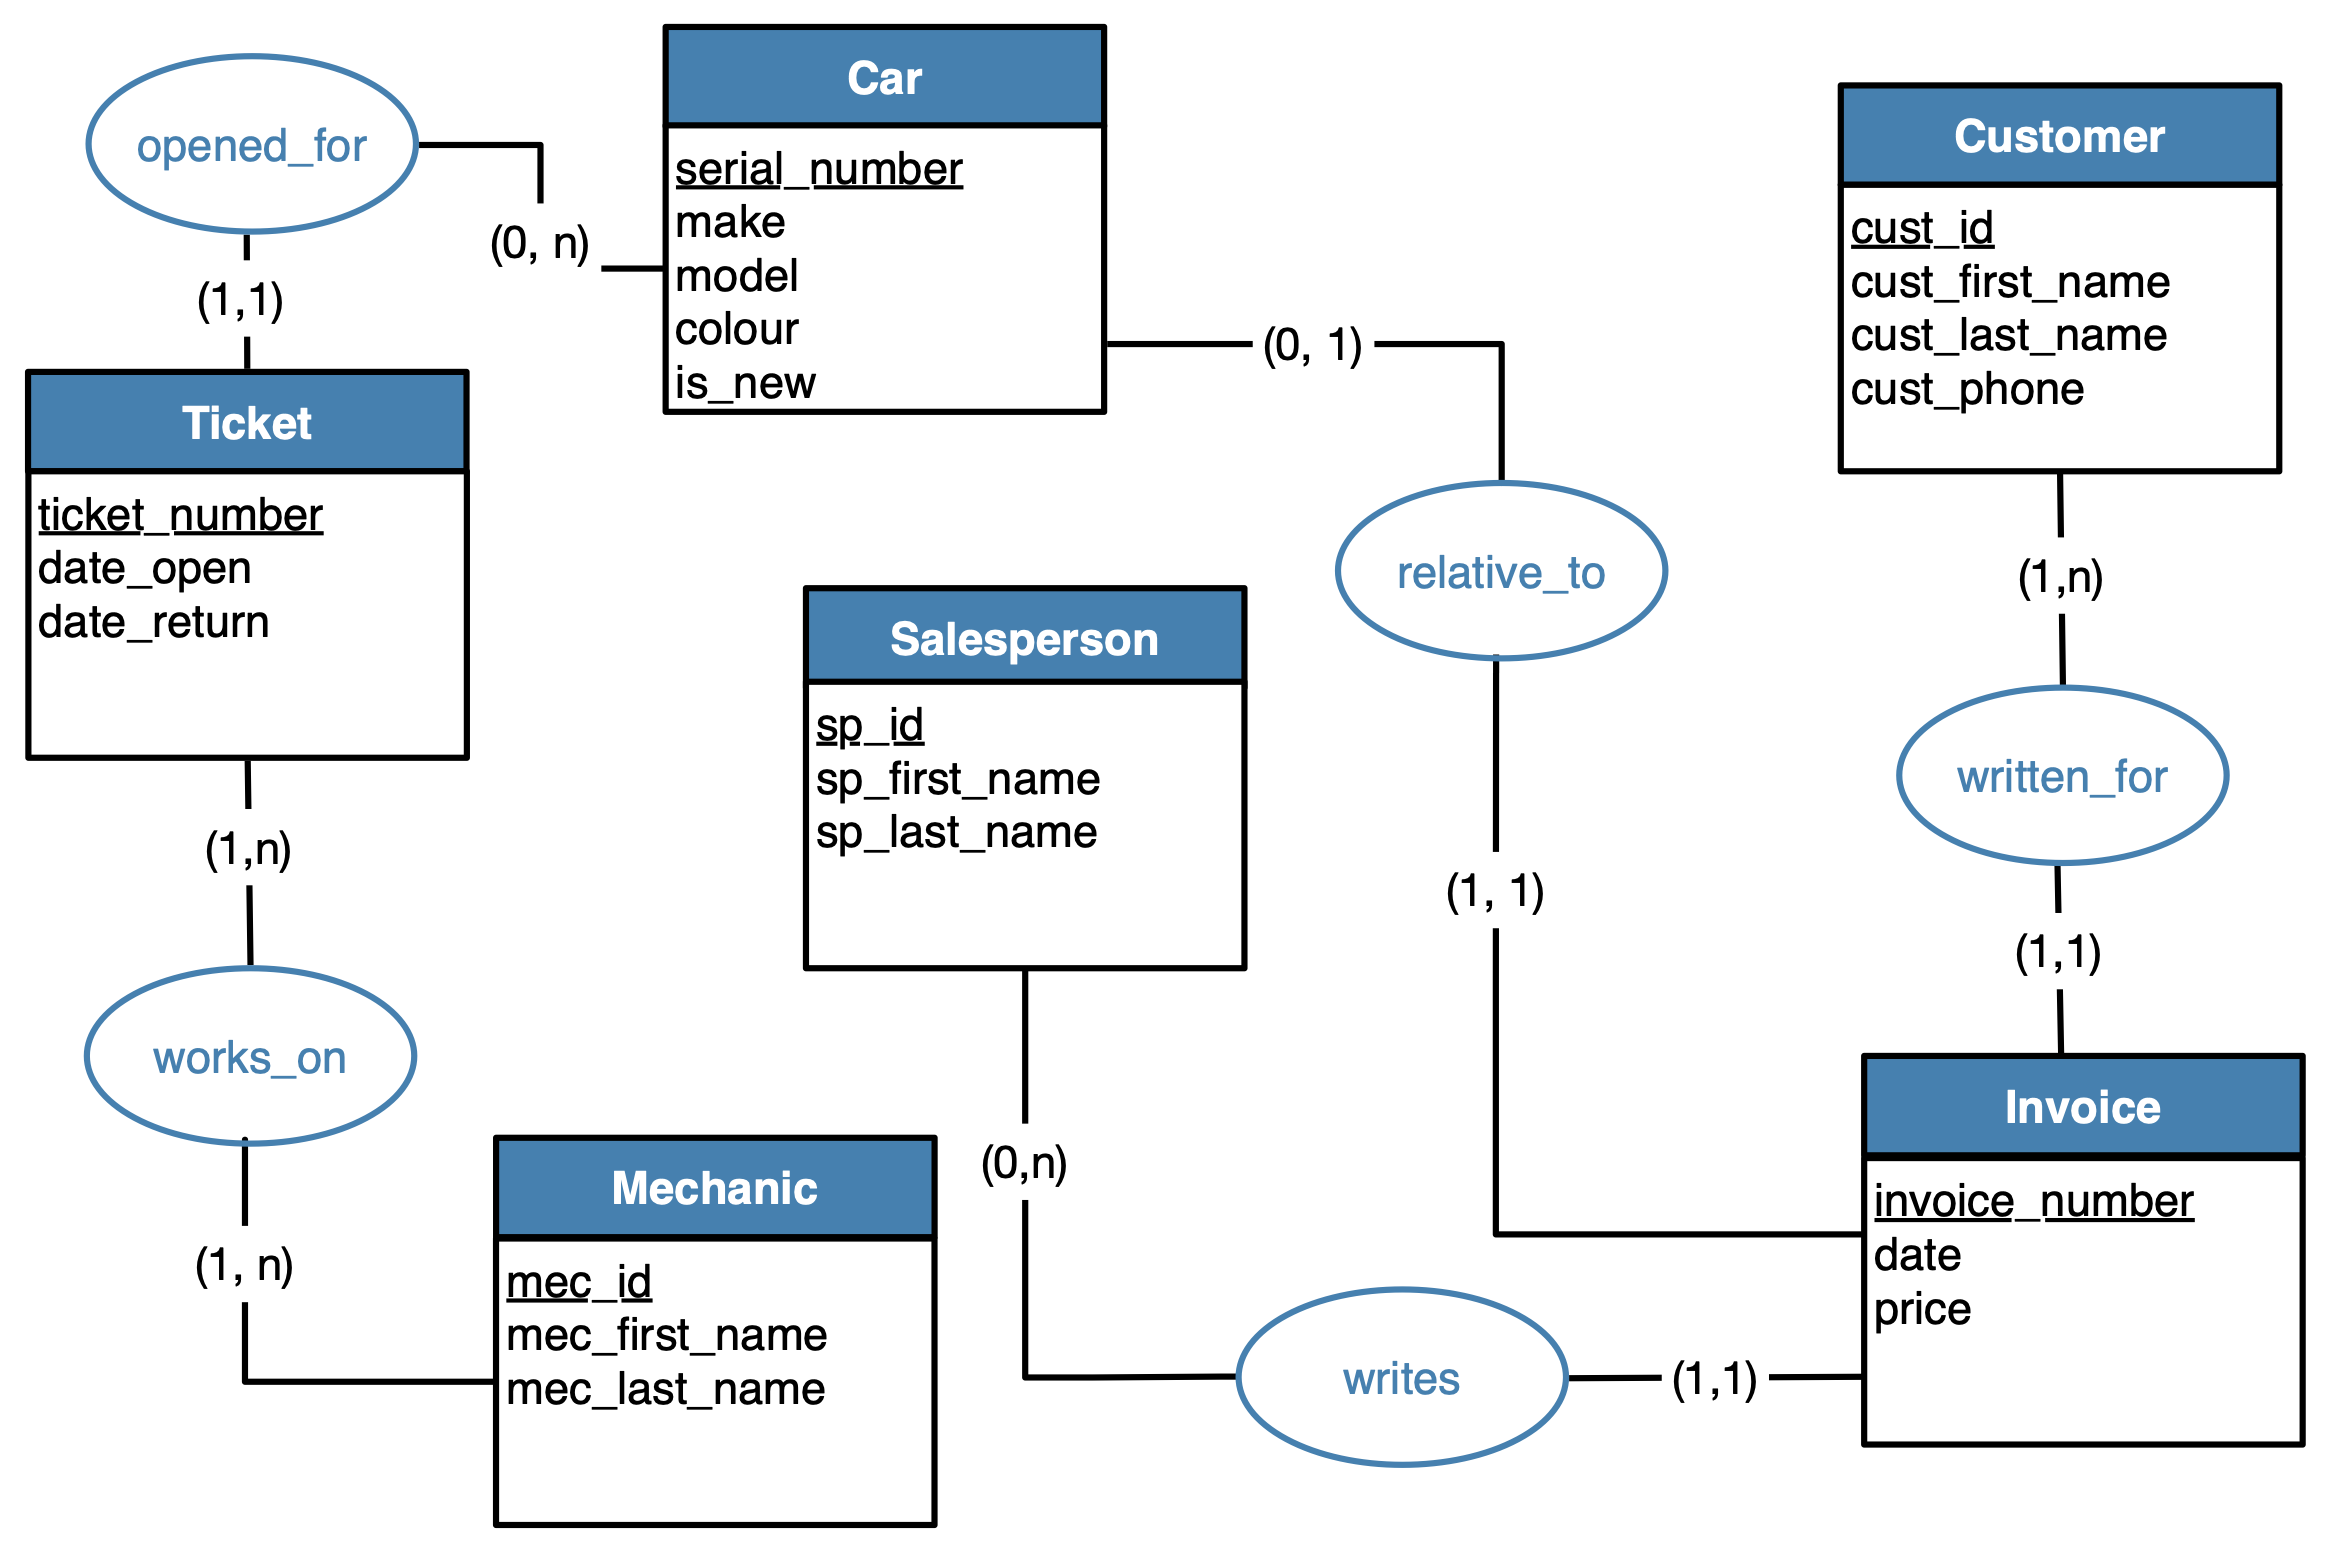 opened_for
(0, n)
(1,1)
Car
serial_number
make
model
colour
is_new
(0, 1)
Customer
cust_id
cust_first_name
cust_last_name
cust_phone
Ticket
ticket_number
date_open
date_return
relative_to
(1,n)
Salesperson
sp_id
sp_first_name
sp_last_name
written_for
(1,n)
(1, 1)
(1,1)
works_on
(1, n)
Mechanic
mec_id
mec_first_name
mec_last_name
(0,n)
writes
(1,1)
Invoice
invoice_number
date
price